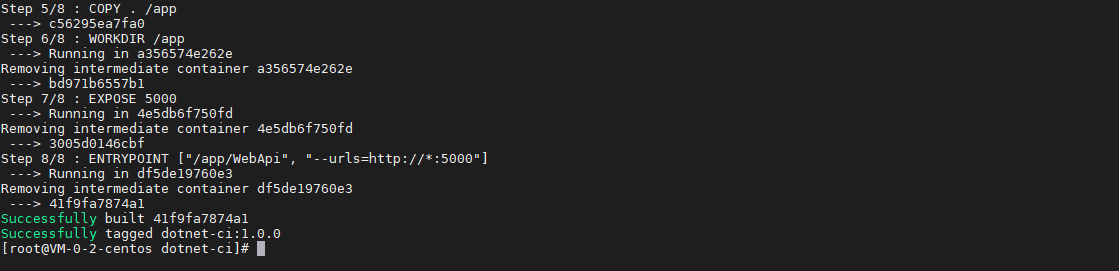 Step 5/8 : COPY . /app
 ---> c56295ea7fa0
Step 6/8 : WORKDIR /app
 ---> Running in a356574e262e
Removing intermediate container a356574e262e
 ---> bd971b6557b1
Step 7/8 : EXPOSE 5000
 ---> Running in 4e5db6f750fd
Removing intermediate container 4e5db6f750fd
 ---> 3005d0146cbf
Step 8/8 : ENTRYPOINT ["/app/WebApi", "--urls=http://*:5000"]
 ---> Running in df5de19760e3
Removing intermediate container df5de19760e3
 ---> 41f9fa7874a1
Successfully built 41f9fa7874a1
Successfully tagged dotnet-ci:1.0.0
[root@VM-0-2-centos dotnet-ci]#